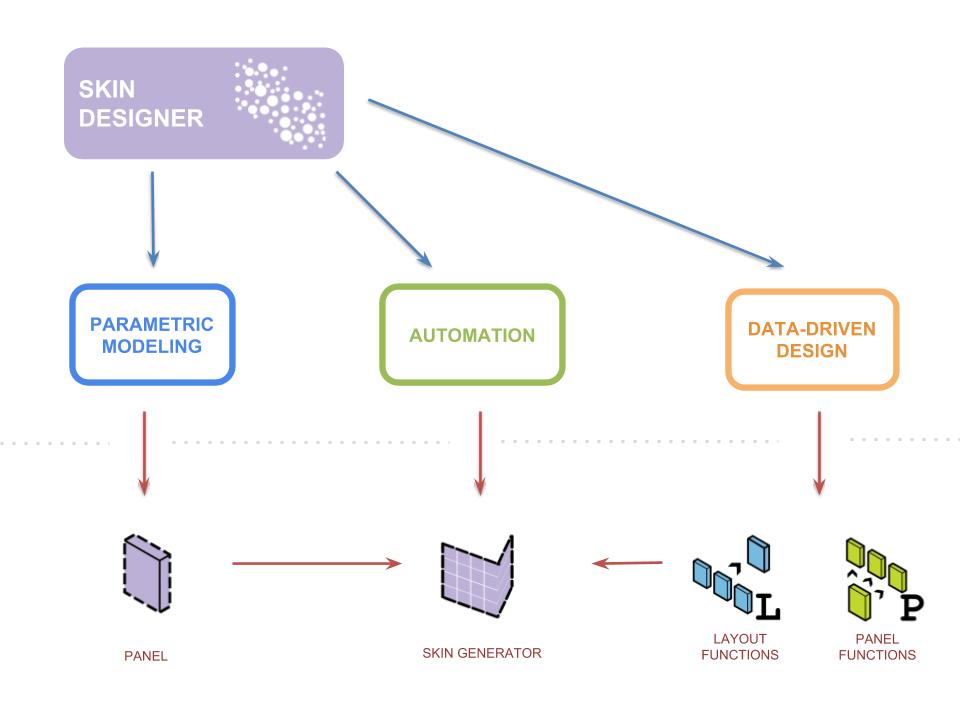 SKIN
DESIGNER
PARAMETRIC
MODELING
AUTOMATION
DATA-DRIVEN
DESIGN
L
P
PANEL
SKIN GENERATOR
LAYOUT
FUNCTIONS
PANEL
FUNCTIONS